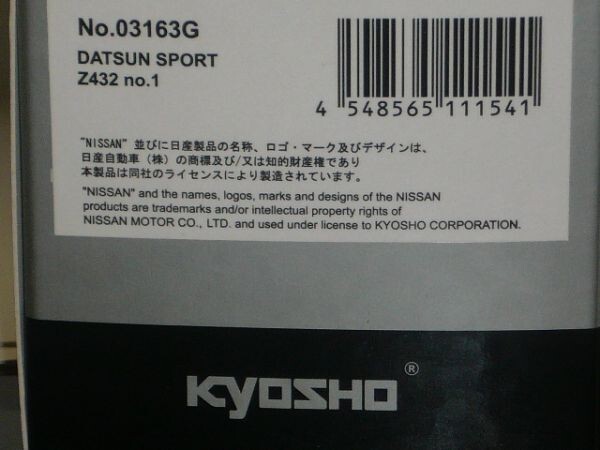 No.03163G
DATSUN SPORT
Z432 no.1
4 548565 111541
"NISSAN" 並びに日産製品の名称、ロゴ・マーク及びデザインは、
日産自動車（株）の商標及び/又は知的財産権であり
本製品は同社のライセンスにより製造されています。
"NISSAN" and the names, logos, marks and designs of the NISSAN
products are trademarks and/or intellectual property rights of
NISSAN MOTOR CO., LTD. and used under license to KYOSHO CORPORATION.
KYOSHO®